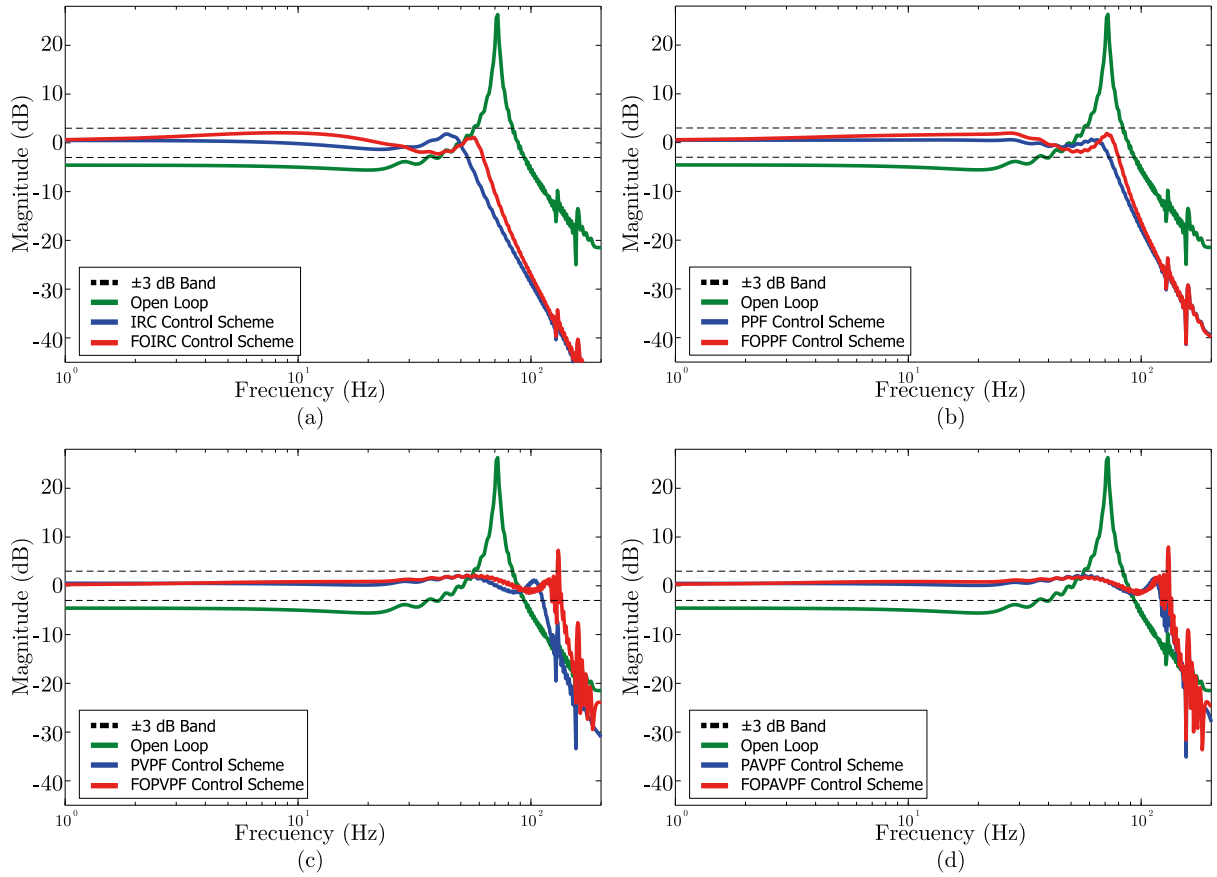 Magnitude (dB)
20
10
0
-10
-20
-30
-40
±3 dB Band
Open Loop
IRC Control Scheme
FOIRC Control Scheme
10^0
10^1
10^2
Frecuency (Hz)
(a)
Magnitude (dB)
20
10
0
-10
-20
-30
-40
±3 dB Band
Open Loop
PPF Control Scheme
FOPPF Control Scheme
10^0
10^1
10^2
Frecuency (Hz)
(b)
Magnitude (dB)
20
10
0
-10
-20
-30
-40
±3 dB Band
Open Loop
PVPF Control Scheme
FOPVPF Control Scheme
10^0
10^1
10^2
Frecuency (Hz)
(c)
Magnitude (dB)
20
10
0
-10
-20
-30
-40
±3 dB Band
Open Loop
PAVPF Control Scheme
FOPAVPF Control Scheme
10^0
10^1
10^2
Frecuency (Hz)
(d)